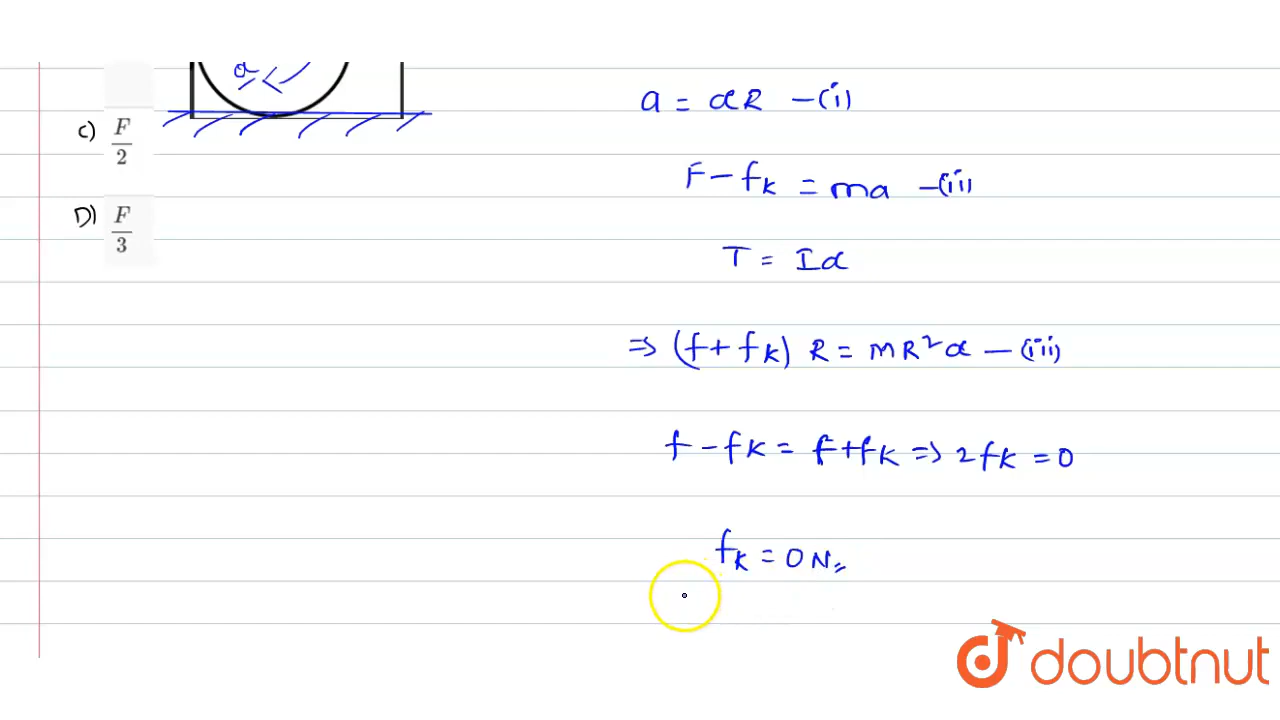 α
a = αR - (i)
C) F/2
F - fK = ma - (ii)
D) F/3
T = Iα
⇒ (f + fK) R = mR²α - (iii)
f - fK = f + fK ⇒ 2fK = 0
fK = 0 N
doubtnut